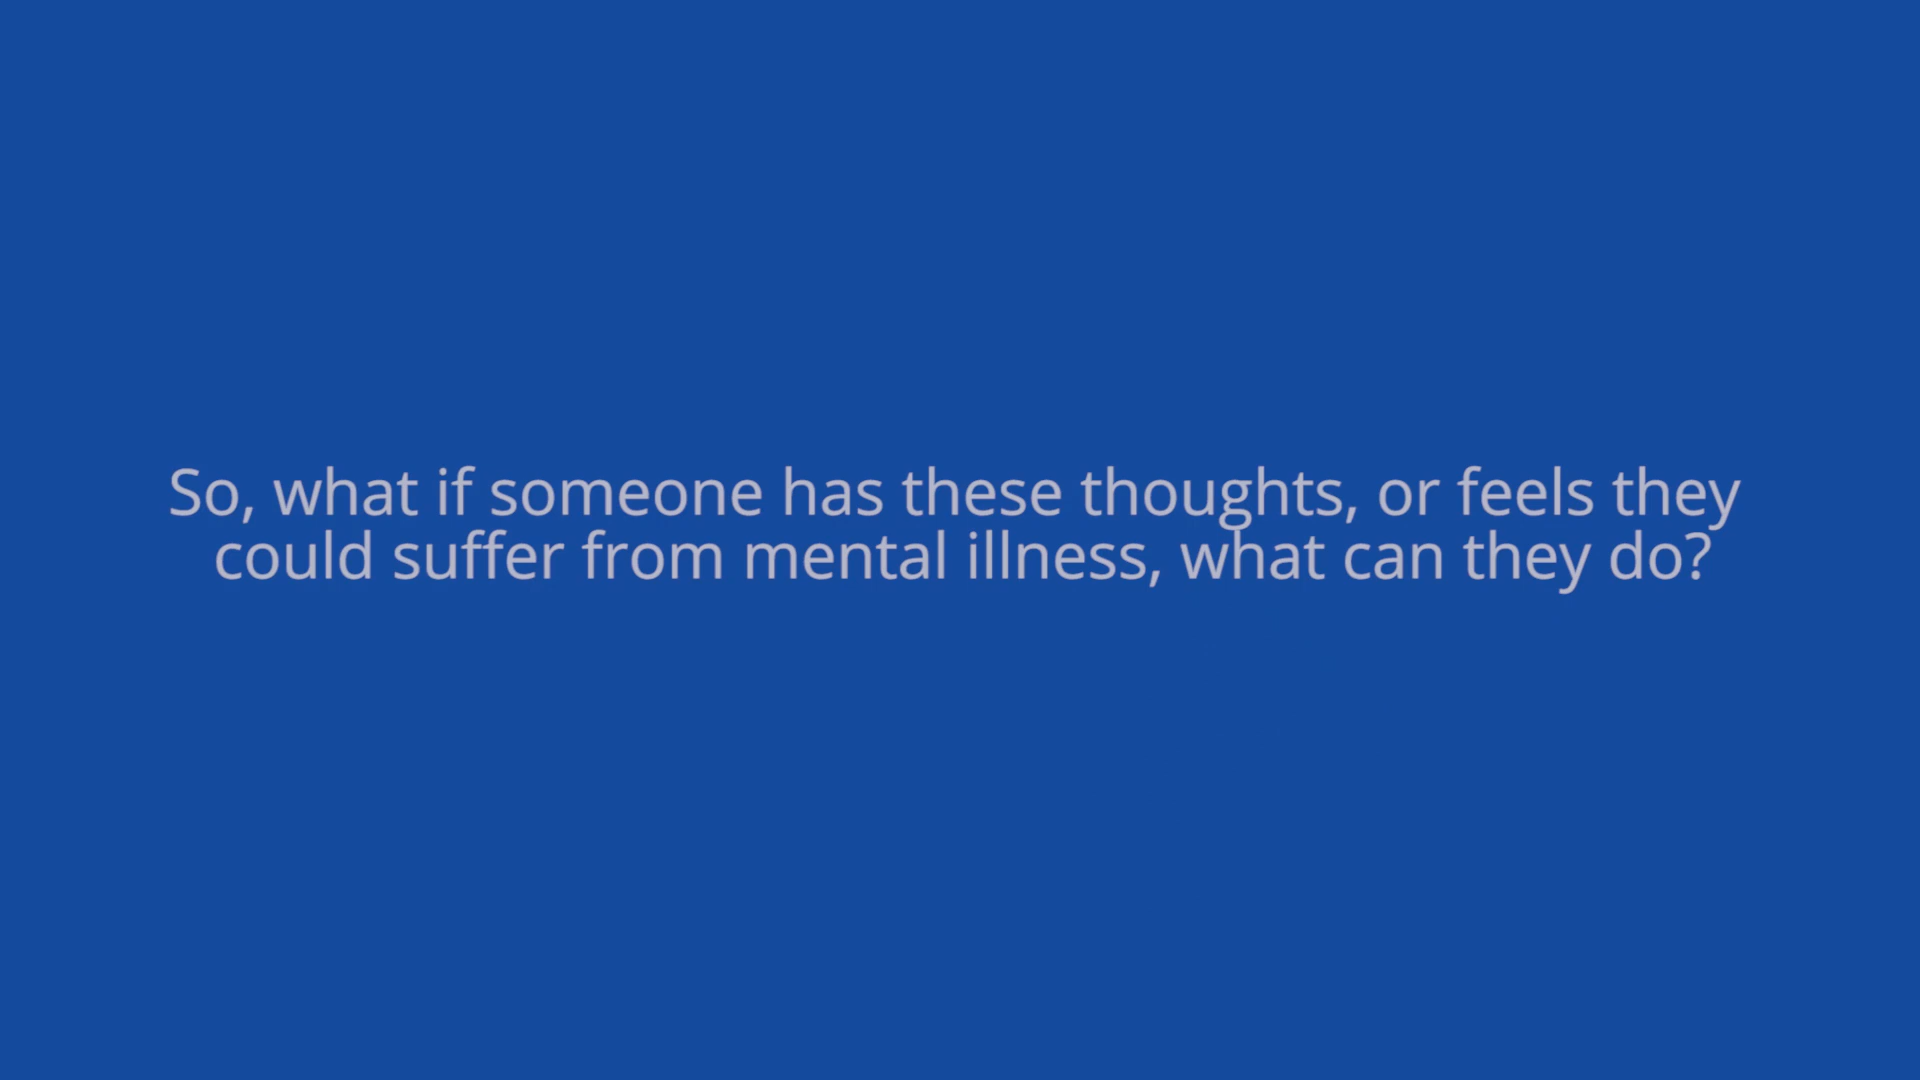 So, what if someone has these thoughts, or feels they
could suffer from mental illness, what can they do?